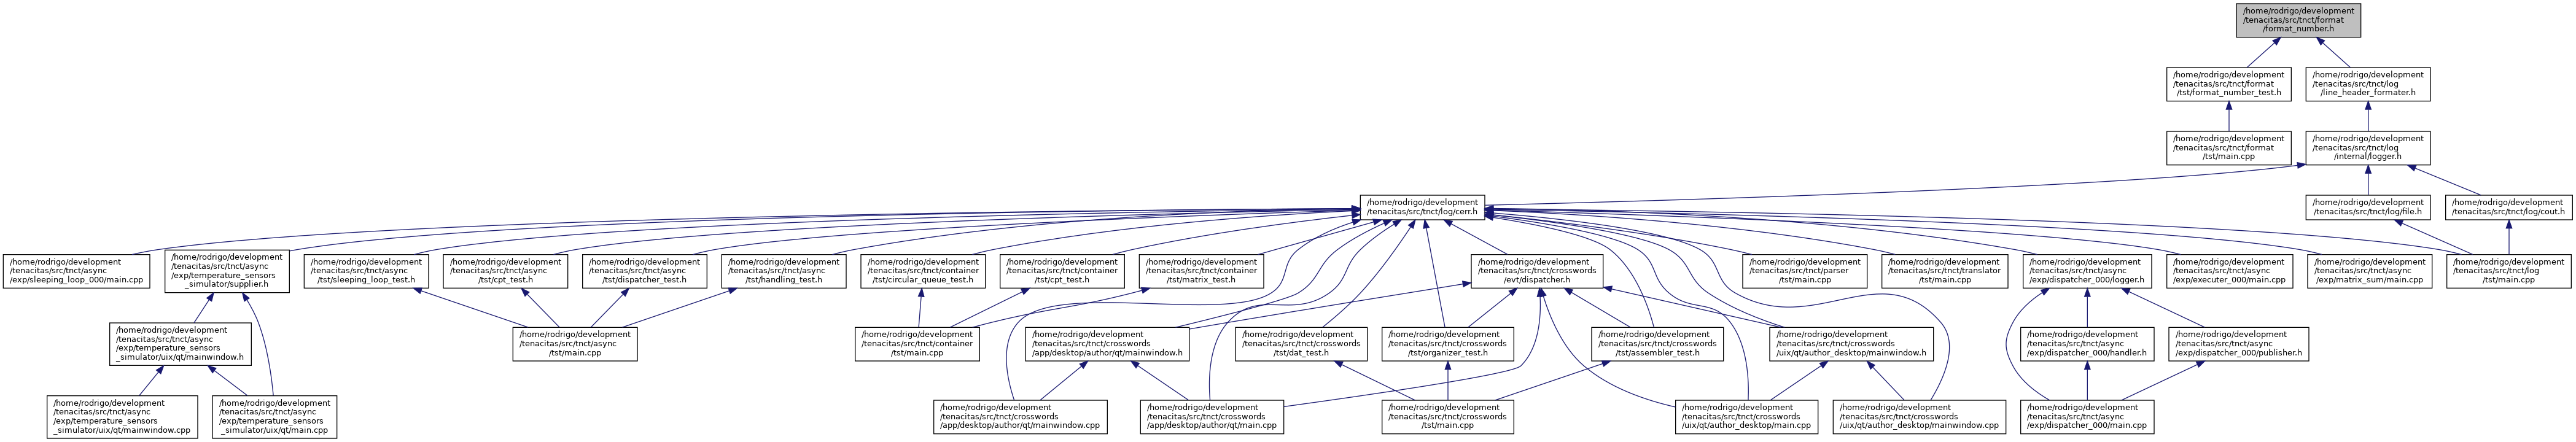 /home/rodrigo/development
/tenacitas/src/tnct/format
/format_number.h
/home/rodrigo/development
/tenacitas/src/tnct/format
/tst/format_number_test.h
/home/rodrigo/development
/tenacitas/src/tnct/log
/line_header_formater.h
/home/rodrigo/development
/tenacitas/src/tnct/format
/tst/main.cpp
/home/rodrigo/development
/tenacitas/src/tnct/log
/internal/logger.h
/home/rodrigo/development
/tenacitas/src/tnct/log/cerr.h
/home/rodrigo/development
/tenacitas/src/tnct/log/file.h
/home/rodrigo/development
/tenacitas/src/tnct/log/cout.h
/home/rodrigo/development
/tenacitas/src/tnct/async
/exp/sleeping_loop_000/main.cpp
/home/rodrigo/development
/tenacitas/src/tnct/async
/exp/temperature_sensors
_simulator/supplier.h
/home/rodrigo/development
/tenacitas/src/tnct/async
/tst/sleeping_loop_test.h
/home/rodrigo/development
/tenacitas/src/tnct/async
/tst/cpt_test.h
/home/rodrigo/development
/tenacitas/src/tnct/async
/tst/dispatcher_test.h
/home/rodrigo/development
/tenacitas/src/tnct/async
/tst/handling_test.h
/home/rodrigo/development
/tenacitas/src/tnct/container
/tst/circular_queue_test.h
/home/rodrigo/development
/tenacitas/src/tnct/container
/tst/cpt_test.h
/home/rodrigo/development
/tenacitas/src/tnct/container
/tst/matrix_test.h
/home/rodrigo/development
/tenacitas/src/tnct/crosswords
/evt/dispatcher.h
/home/rodrigo/development
/tenacitas/src/tnct/parser
/tst/main.cpp
/home/rodrigo/development
/tenacitas/src/tnct/translator
/tst/main.cpp
/home/rodrigo/development
/tenacitas/src/tnct/async
/exp/dispatcher_000/logger.h
/home/rodrigo/development
/tenacitas/src/tnct/async
/exp/executer_000/main.cpp
/home/rodrigo/development
/tenacitas/src/tnct/async
/exp/matrix_sum/main.cpp
/home/rodrigo/development
/tenacitas/src/tnct/log
/tst/main.cpp
/home/rodrigo/development
/tenacitas/src/tnct/async
/exp/temperature_sensors
_simulator/uix/qt/mainwindow.h
/home/rodrigo/development
/tenacitas/src/tnct/async
/tst/main.cpp
/home/rodrigo/development
/tenacitas/src/tnct/container
/tst/main.cpp
/home/rodrigo/development
/tenacitas/src/tnct/crosswords
/app/desktop/author/qt/mainwindow.h
/home/rodrigo/development
/tenacitas/src/tnct/crosswords
/tst/dat_test.h
/home/rodrigo/development
/tenacitas/src/tnct/crosswords
/tst/organizer_test.h
/home/rodrigo/development
/tenacitas/src/tnct/crosswords
/tst/assembler_test.h
/home/rodrigo/development
/tenacitas/src/tnct/crosswords
/uix/qt/author_desktop/mainwindow.h
/home/rodrigo/development
/tenacitas/src/tnct/async
/exp/dispatcher_000/handler.h
/home/rodrigo/development
/tenacitas/src/tnct/async
/exp/dispatcher_000/publisher.h
/home/rodrigo/development
/tenacitas/src/tnct/async
/exp/temperature_sensors
_simulator/uix/qt/mainwindow.cpp
/home/rodrigo/development
/tenacitas/src/tnct/async
/exp/temperature_sensors
_simulator/uix/qt/main.cpp
/home/rodrigo/development
/tenacitas/src/tnct/crosswords
/app/desktop/author/qt/mainwindow.cpp
/home/rodrigo/development
/tenacitas/src/tnct/crosswords
/app/desktop/author/qt/main.cpp
/home/rodrigo/development
/tenacitas/src/tnct/crosswords
/tst/main.cpp
/home/rodrigo/development
/tenacitas/src/tnct/crosswords
/uix/qt/author_desktop/main.cpp
/home/rodrigo/development
/tenacitas/src/tnct/crosswords
/uix/qt/author_desktop/mainwindow.cpp
/home/rodrigo/development
/tenacitas/src/tnct/async
/exp/dispatcher_000/main.cpp